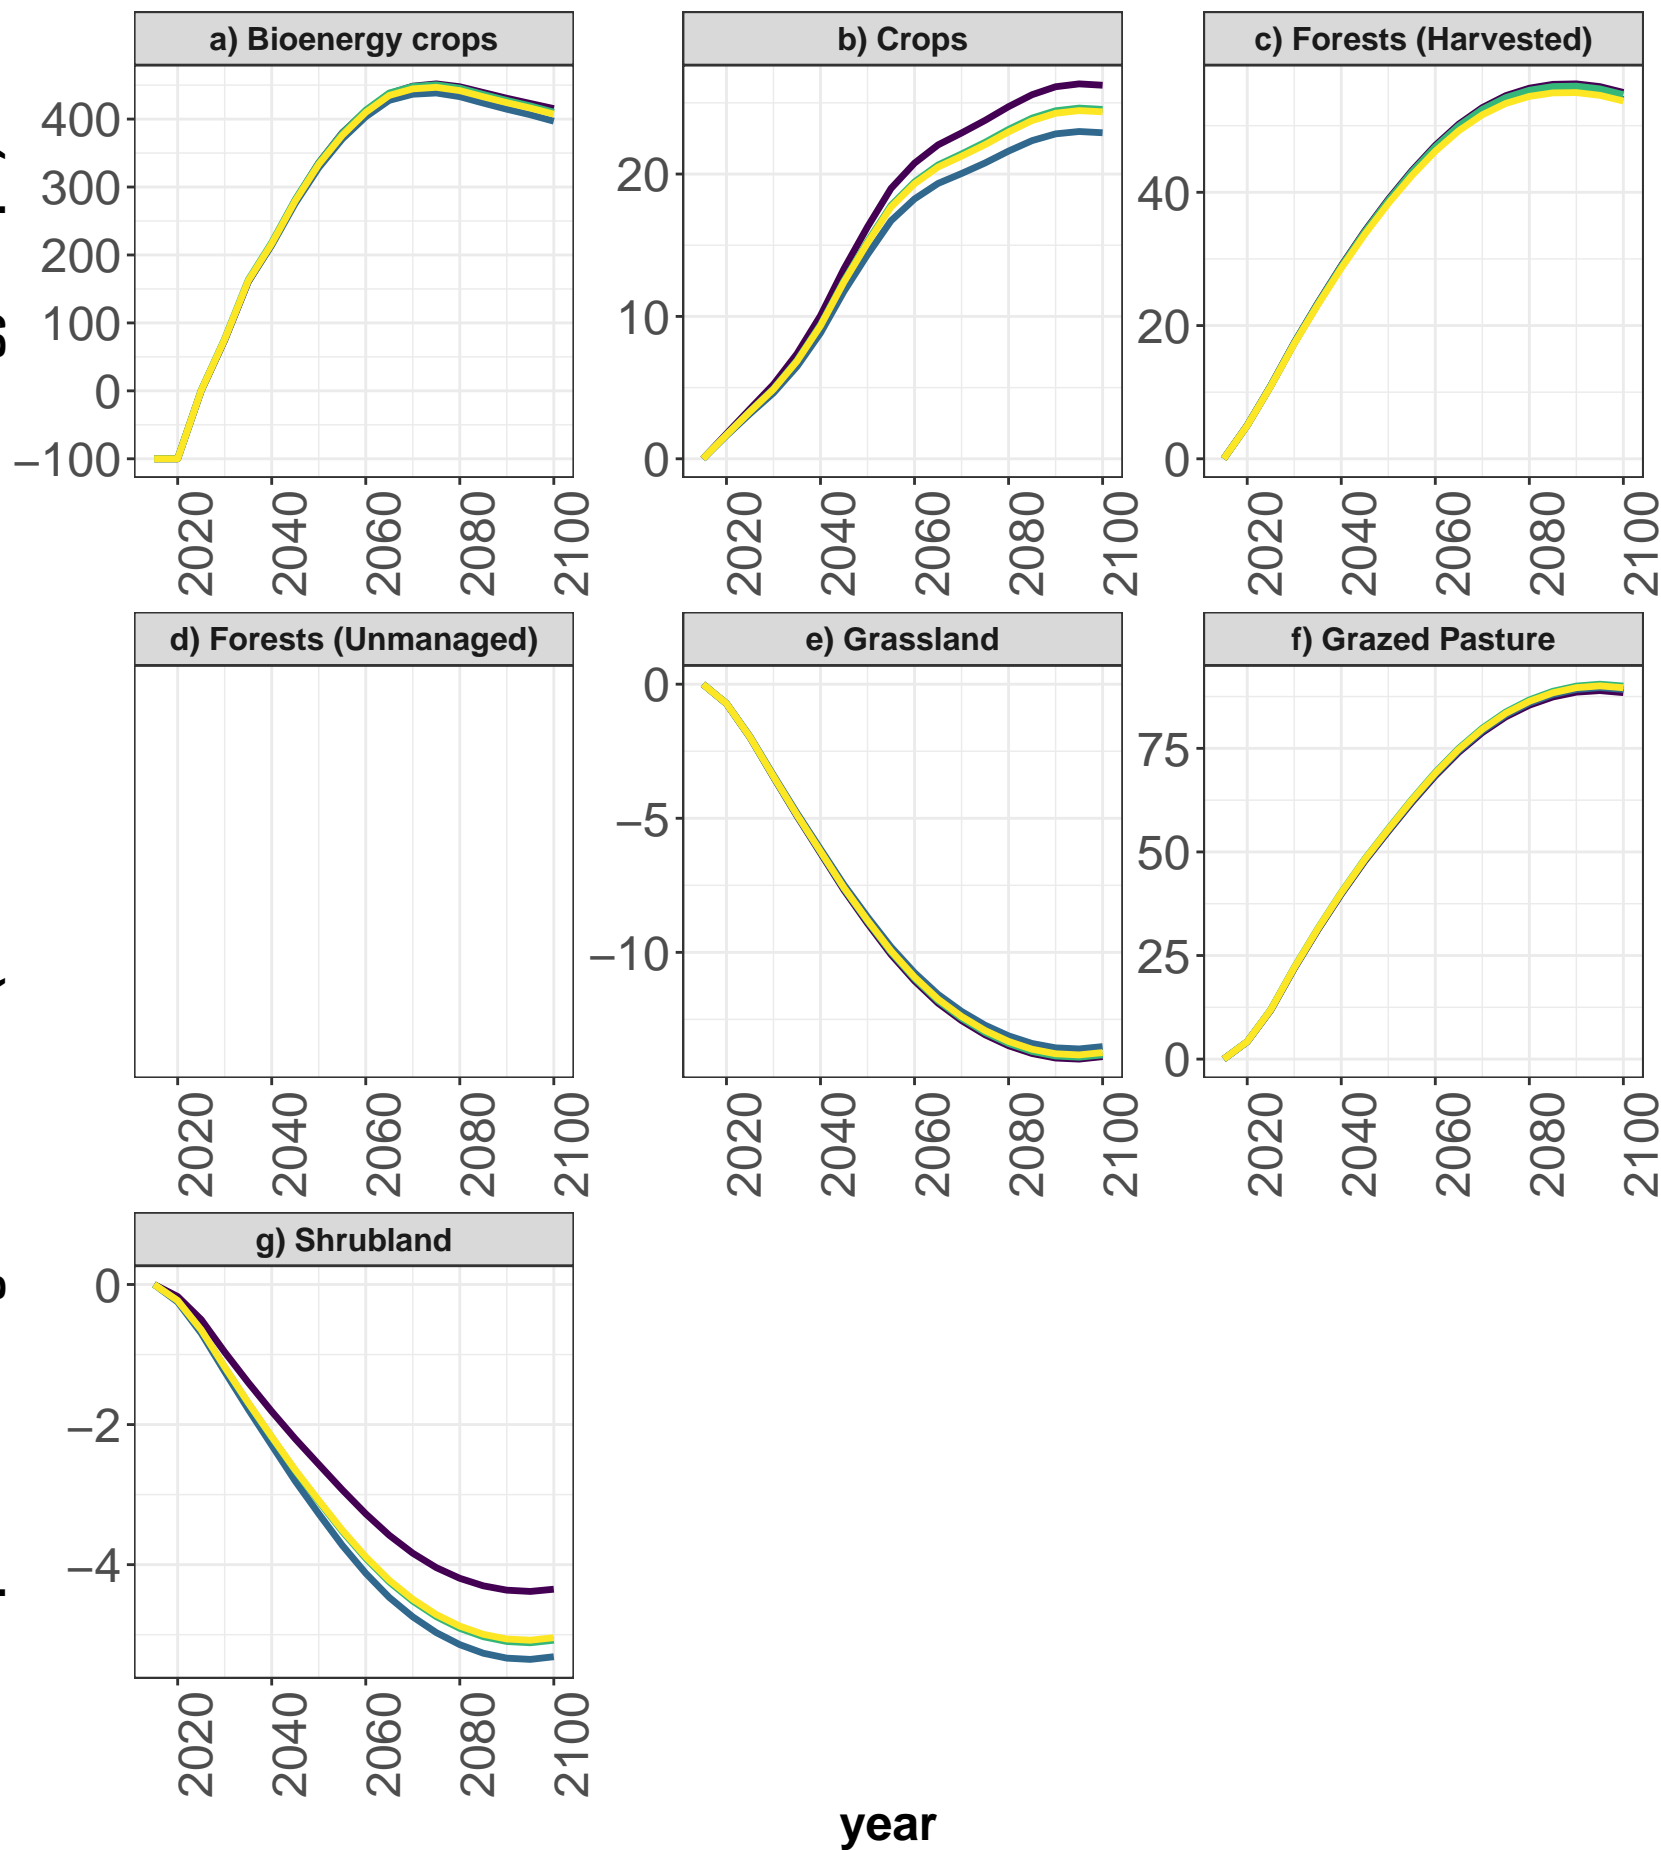 a) Bioenergy crops
b) Crops
c) Forests (Harvested)
400
300
200
100
0
−100
20
10
0
40
20
0
2020 2040 2060 2080 2100
2020 2040 2060 2080 2100
2020 2040 2060 2080 2100
d) Forests (Unmanaged)
e) Grassland
f) Grazed Pasture
0
−5
−10
75
50
25
0
2020 2040 2060 2080 2100
2020 2040 2060 2080 2100
2020 2040 2060 2080 2100
g) Shrubland
0
−2
−4
2020 2040 2060 2080 2100
year